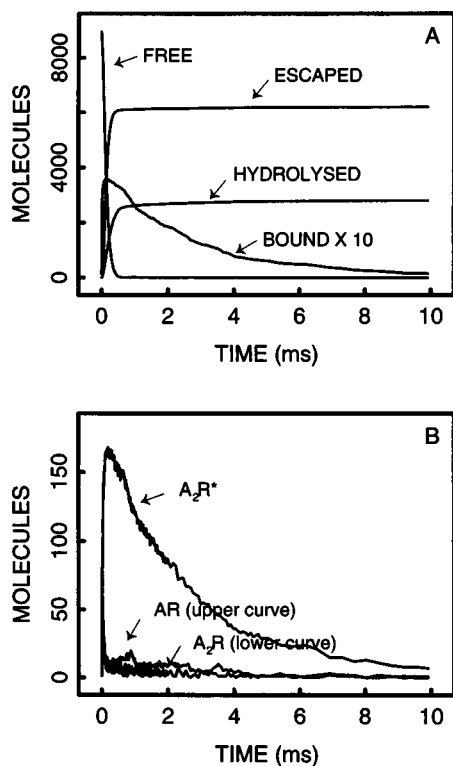 A
FREE
ESCAPED
HYDROLYSED
BOUND X 10
MOLECULES
8000
4000
0
0 2 4 6 8 10
TIME (ms)
B
A₂R*
AR (upper curve)
A₂R (lower curve)
MOLECULES
150
100
50
0
0 2 4 6 8 10
TIME (ms)